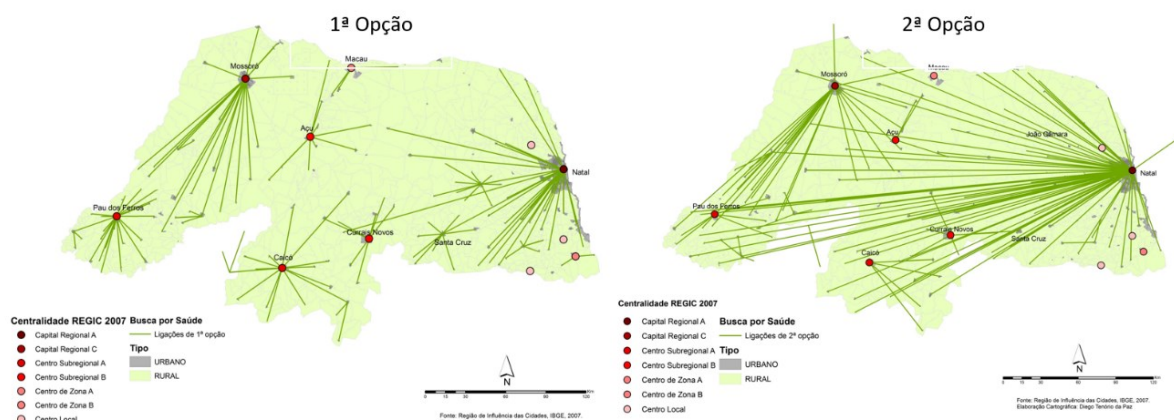 1ª Opção
Mossoró
Macau
Açu
Natal
Pau dos Ferros
Currais Novos
Santa Cruz
Caicó
Centralidade REGIC 2007
Capital Regional A
Capital Regional C
Centro Subregional A
Centro Subregional B
Centro de Zona A
Centro de Zona B
Centro Local
Busca por Saúde
Ligações de 1ª opção
Tipo
URBANO
RURAL
N
Fonte: Região de Influência das Cidades, IBGE, 2007.
2ª Opção
Mossoró
Macau
Açu
João Câmara
Natal
Pau dos Ferros
Currais Novos
Santa Cruz
Caicó
Centralidade REGIC 2007
Capital Regional A
Capital Regional C
Centro Subregional A
Centro Subregional B
Centro de Zona A
Centro de Zona B
Centro Local
Busca por Saúde
Ligações de 2ª opção
Tipo
URBANO
RURAL
N
Fonte: Região de Influência das Cidades, IBGE, 2007.
Elaboração Cartográfica: Diego Tenório da Paz